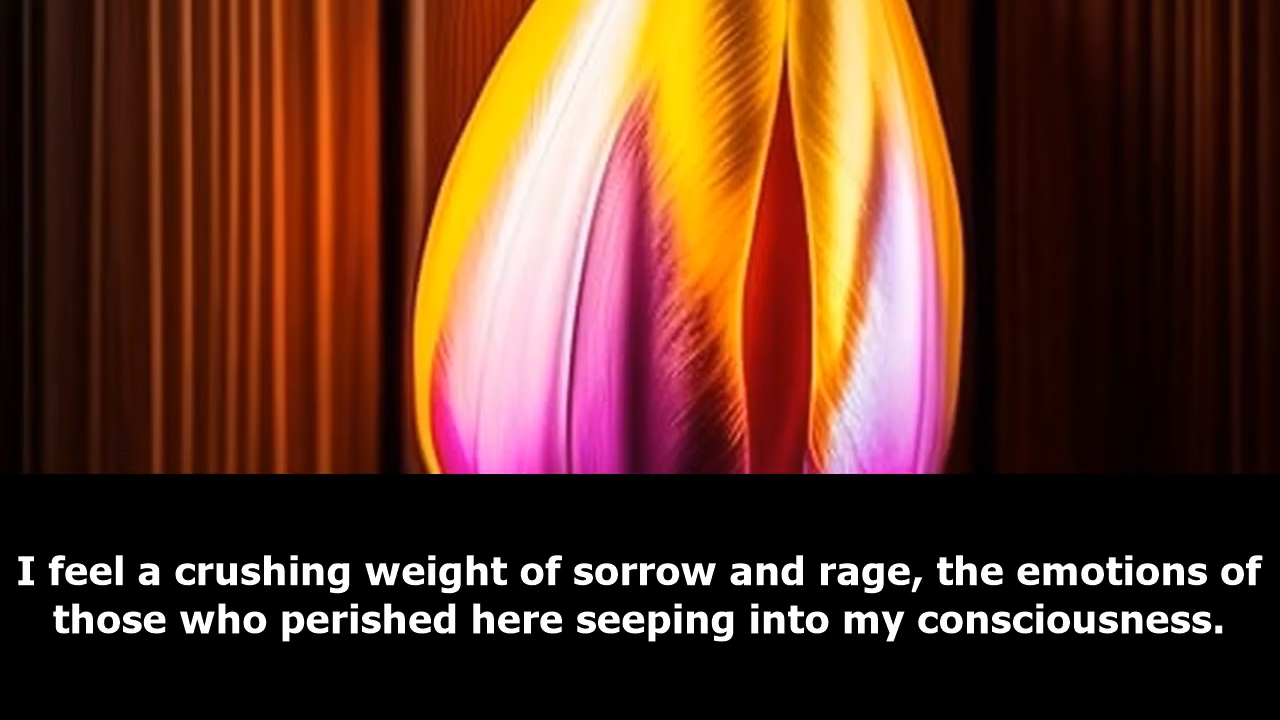 I feel a crushing weight of sorrow and rage, the emotions of
those who perished here seeping into my consciousness.